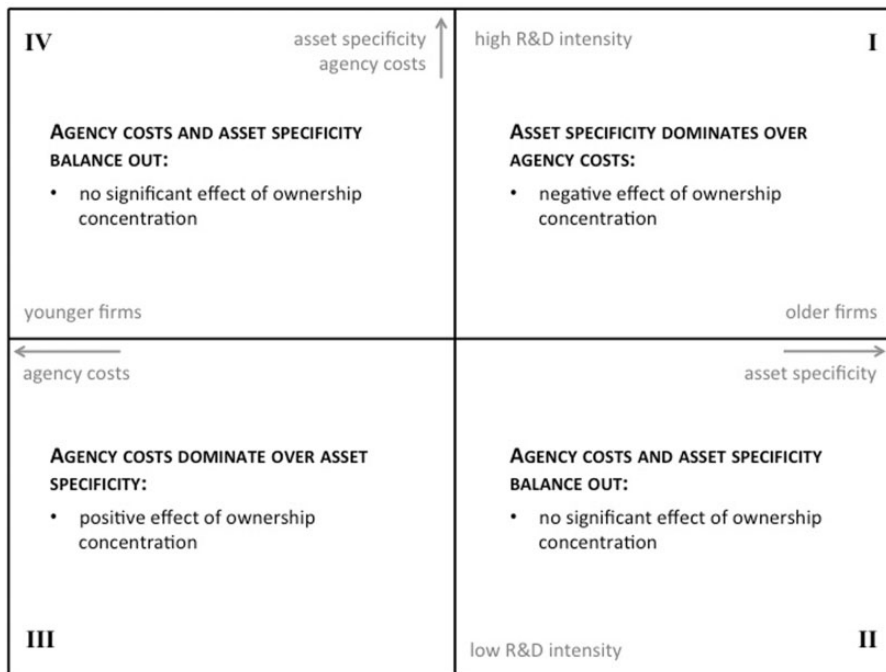 IV
asset specificity
agency costs
AGENCY COSTS AND ASSET SPECIFICITY
BALANCE OUT:
• no significant effect of ownership
concentration
younger firms
high R&D intensity
I
ASSET SPECIFICITY DOMINATES OVER
AGENCY COSTS:
• negative effect of ownership
concentration
older firms
agency costs
AGENCY COSTS DOMINATE OVER ASSET
SPECIFICITY:
• positive effect of ownership
concentration
III
asset specificity
AGENCY COSTS AND ASSET SPECIFICITY
BALANCE OUT:
• no significant effect of ownership
concentration
low R&D intensity
II